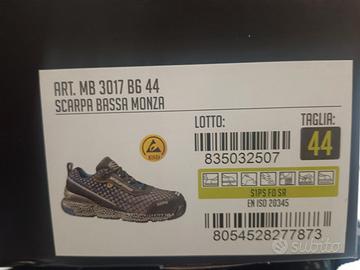 ART. MB 3017 B6 44
SCARPA BASSA MONZA
LOTTO:
TAGLIA:
835032507
44
S1PS FO SR
EN ISO 20345
8054528277873
subito